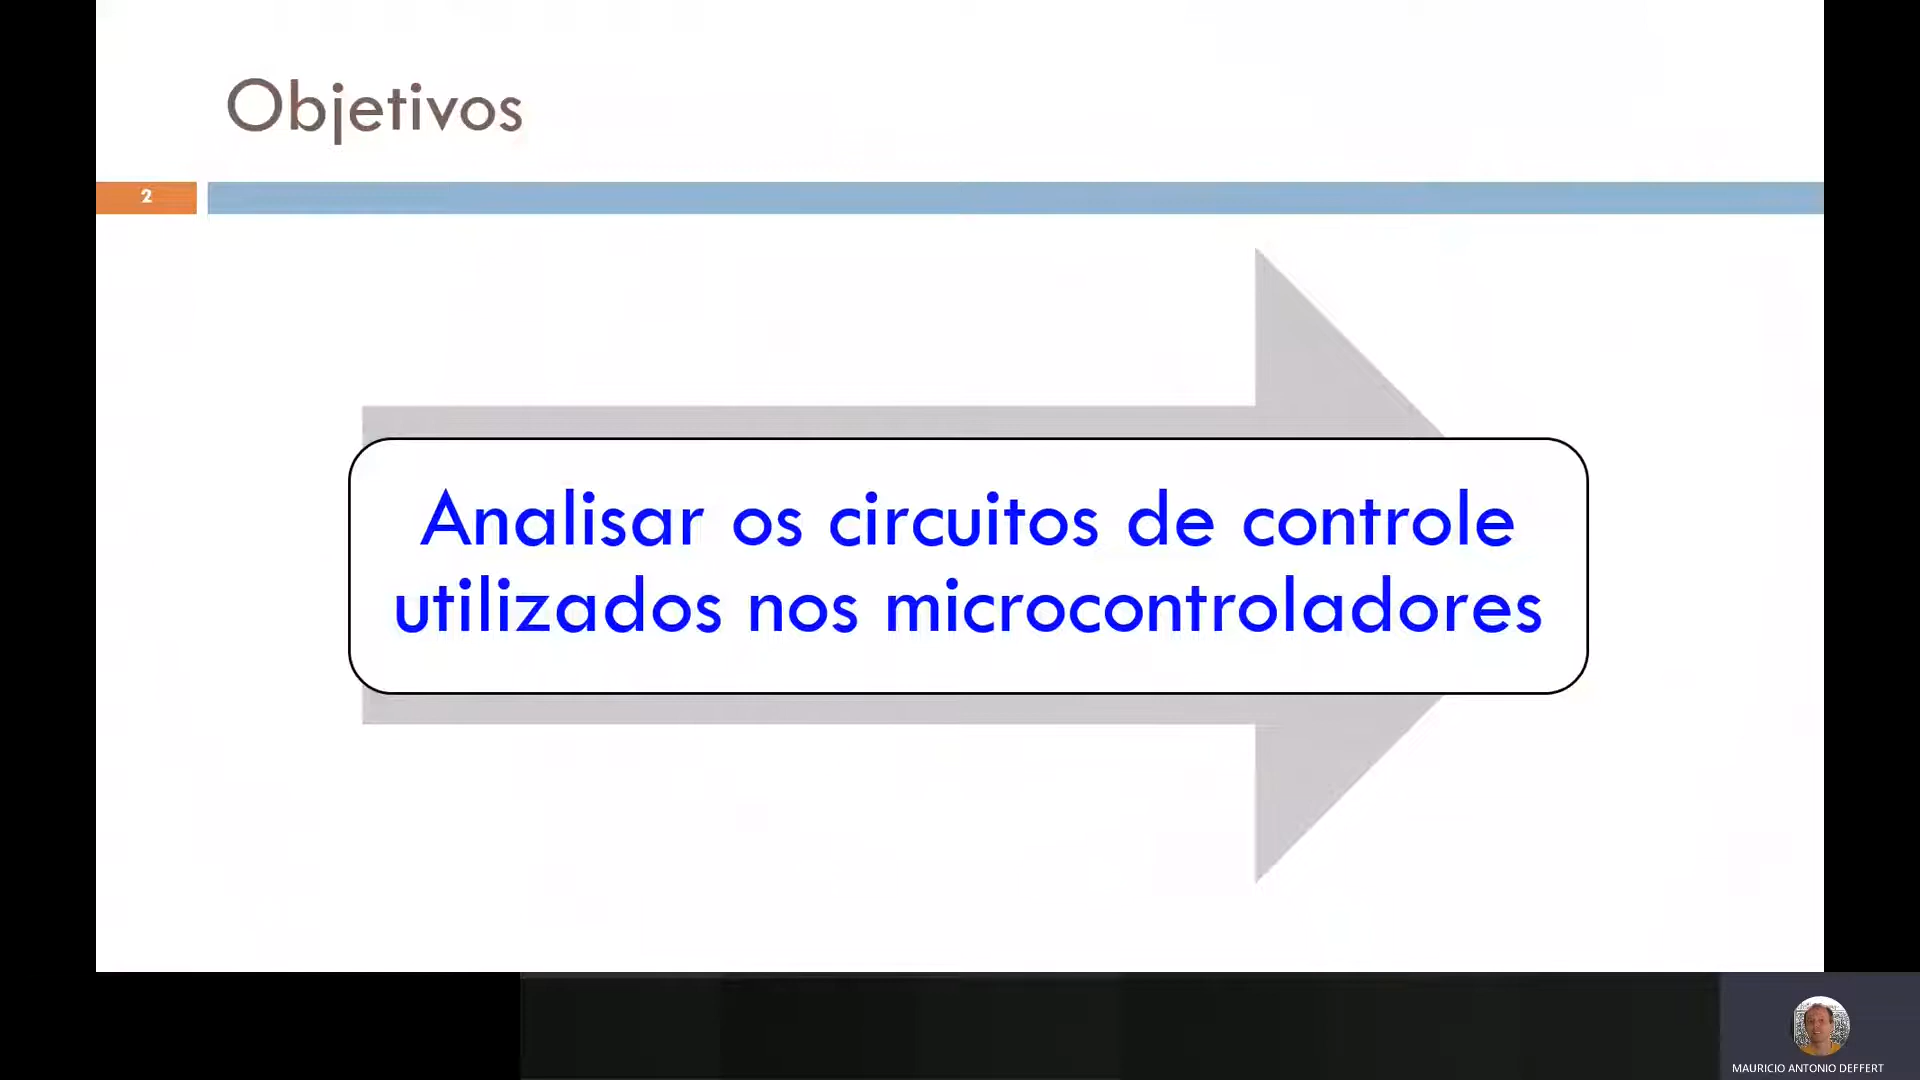 Objetivos
2
Analisar os circuitos de controle
utilizados nos microcontroladores
MAURICIO ANTONIO DEFFERT